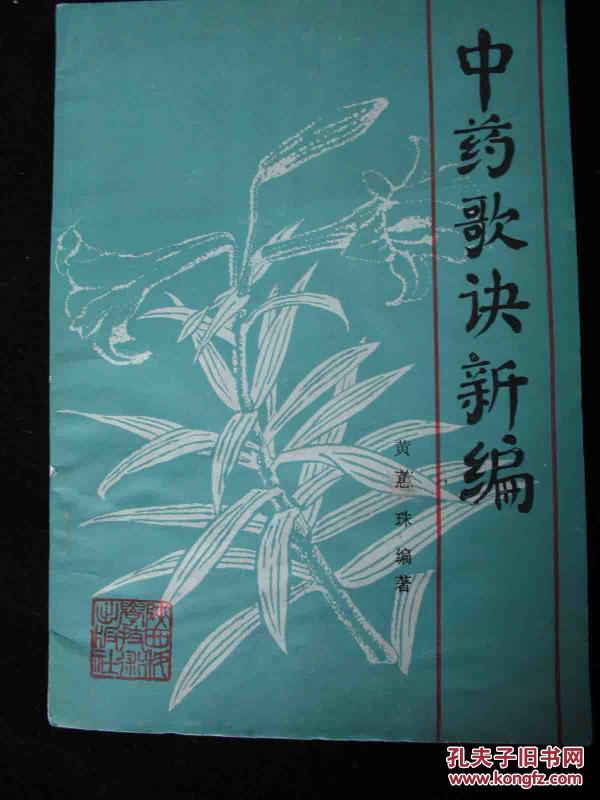 中药歌诀新编
黄蕙珠编著
陕西科
学技术
出版社
孔夫子旧书网
www.kongfz.com